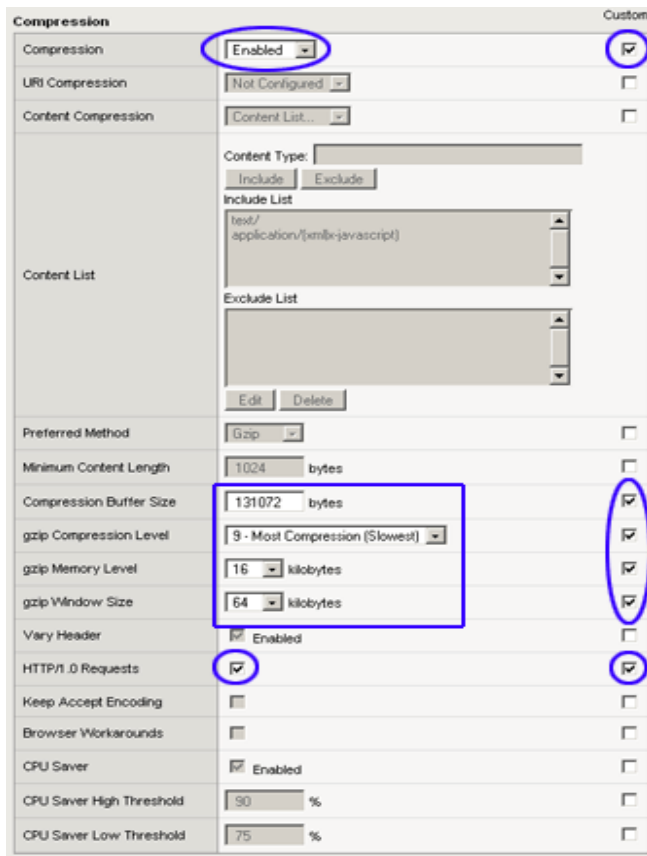 Compression Custom
Compression Enabled
URI Compression Not Configured
Content Compression Content List...
Content Type:
Include Exclude
Include List
text/
application/(xml|x-javascript)
Content List
Exclude List
Edit Delete
Preferred Method Gzip
Minimum Content Length 1024 bytes
Compression Buffer Size 131072 bytes
gzip Compression Level 9 - Most Compression (Slowest)
gzip Memory Level 16 kilobytes
gzip Window Size 64 kilobytes
Vary Header Enabled
HTTP/1.0 Requests
Keep Accept Encoding
Browser Workarounds
CPU Saver Enabled
CPU Saver High Threshold 90 %
CPU Saver Low Threshold 75 %